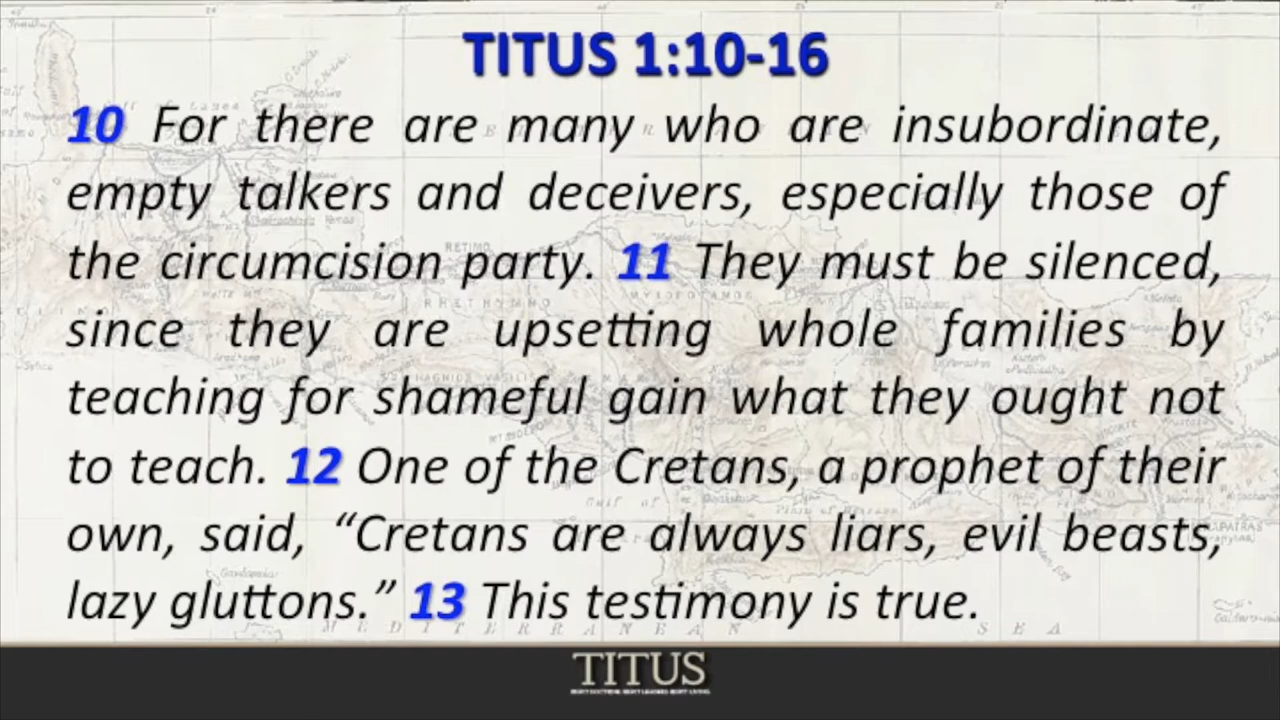 TITUS 1:10-16
10 For there are many who are insubordinate,
empty talkers and deceivers, especially those of
the circumcision party. 11 They must be silenced,
since they are upsetting whole families by
teaching for shameful gain what they ought not
to teach. 12 One of the Cretans, a prophet of their
own, said, “Cretans are always liars, evil beasts,
lazy gluttons.” 13 This testimony is true.
MEDITERRANEAN SEA
TITUS